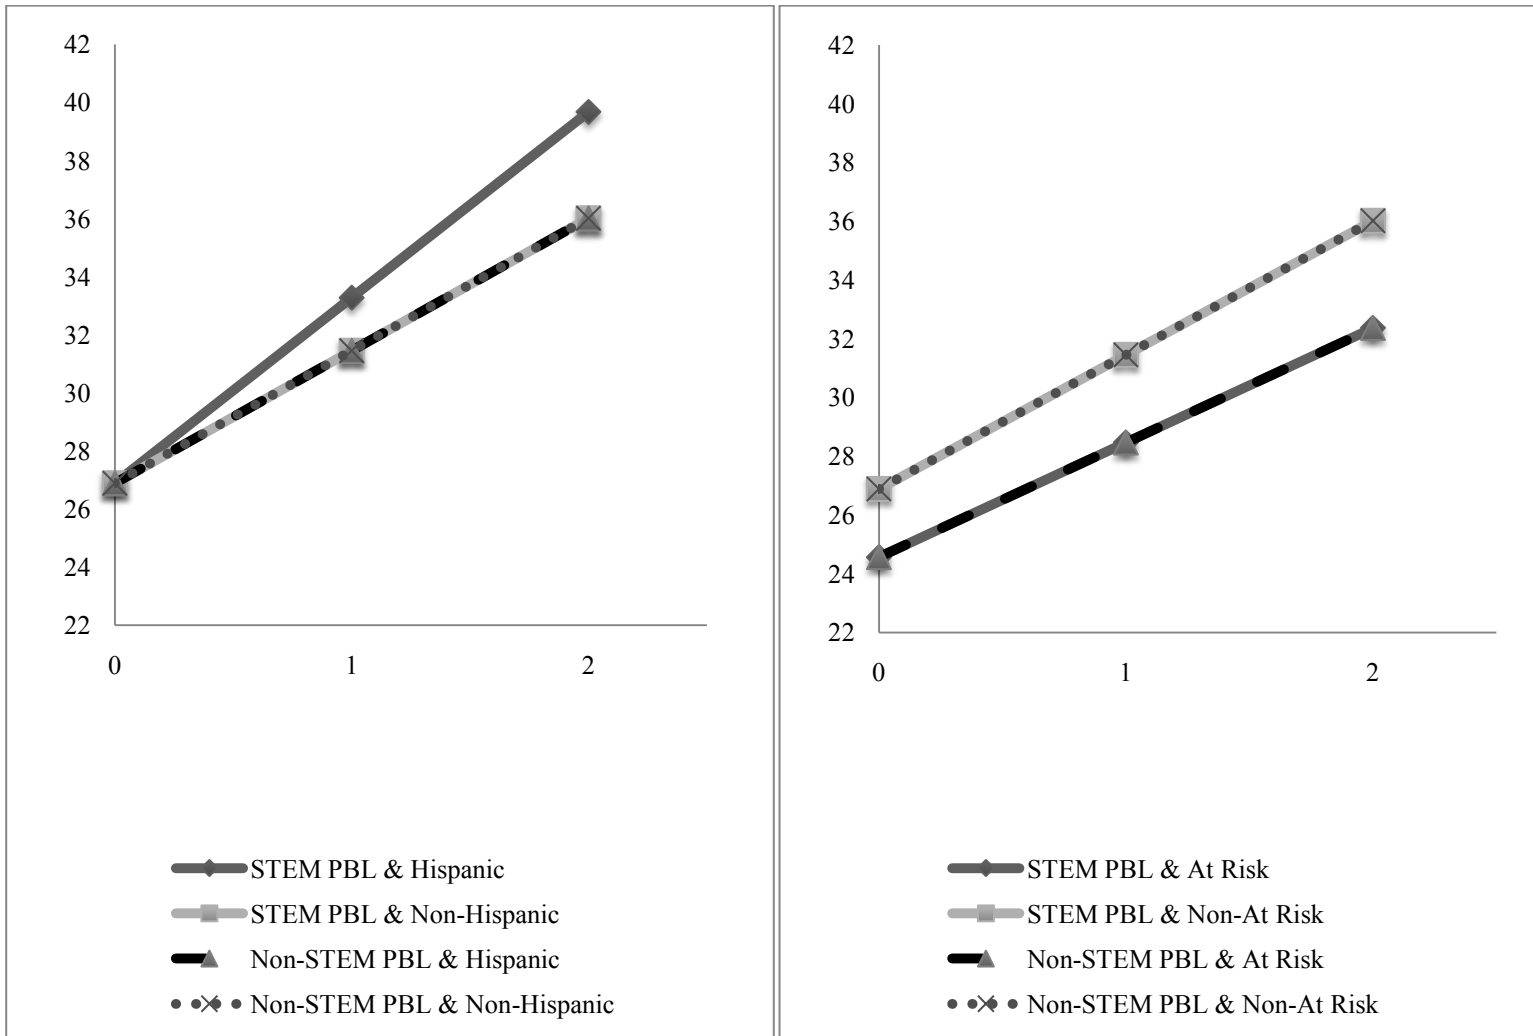 42
40
38
36
34
32
30
28
26
24
22
0 1 2
STEM PBL & Hispanic
STEM PBL & Non-Hispanic
Non-STEM PBL & Hispanic
Non-STEM PBL & Non-Hispanic
42
40
38
36
34
32
30
28
26
24
22
0 1 2
STEM PBL & At Risk
STEM PBL & Non-At Risk
Non-STEM PBL & At Risk
Non-STEM PBL & Non-At Risk